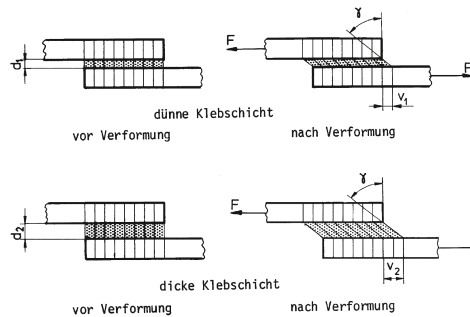 d₁
γ
F
F
v₁
dünne Klebschicht
vor Verformung
nach Verformung
d₂
γ
F
v₂
dicke Klebschicht
vor Verformung
nach Verformung